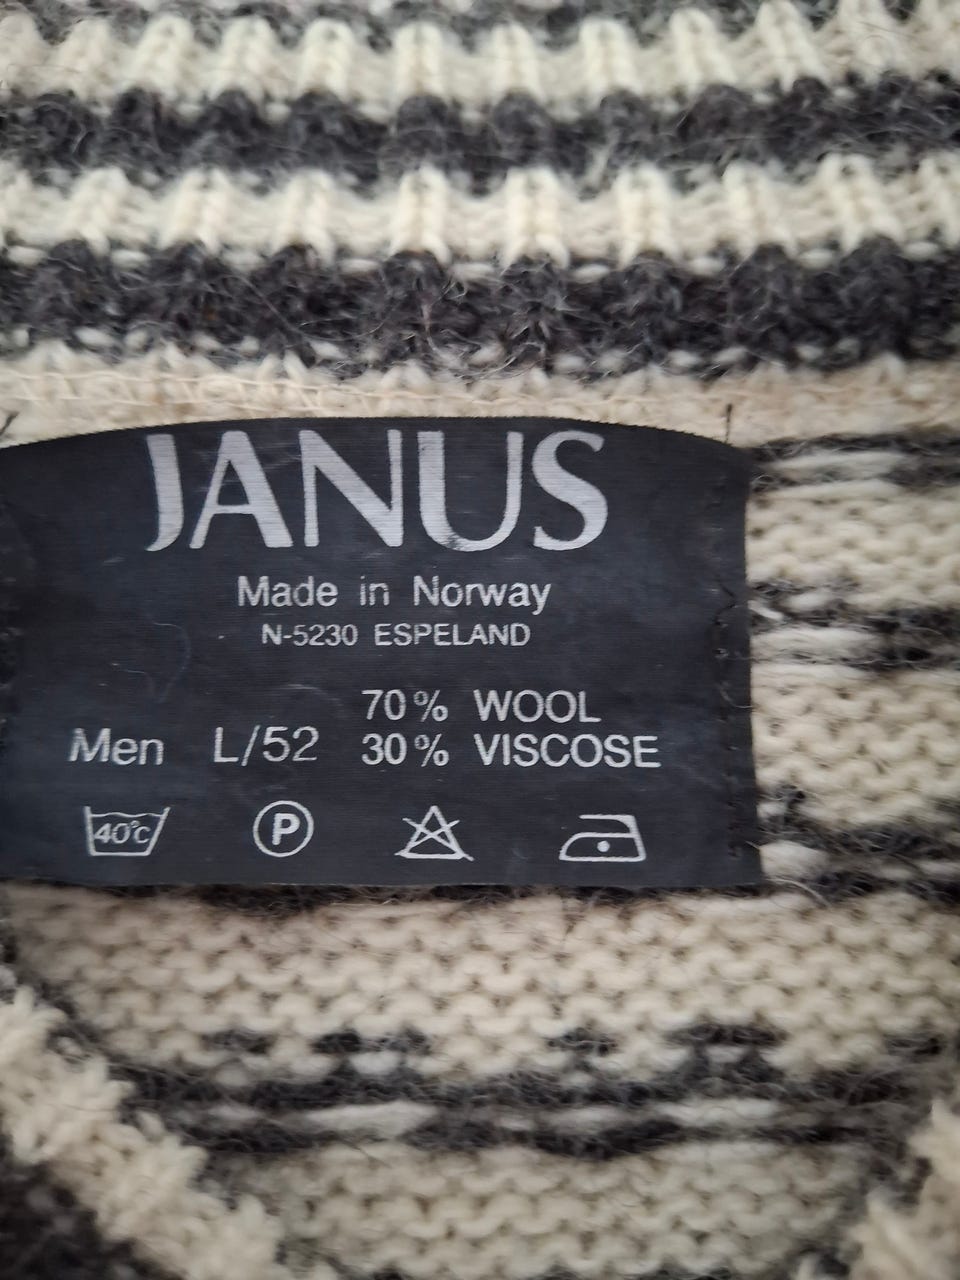 JANUS
Made in Norway
N-5230 ESPELAND
70% WOOL
Men L/52 30% VISCOSE
40°C P